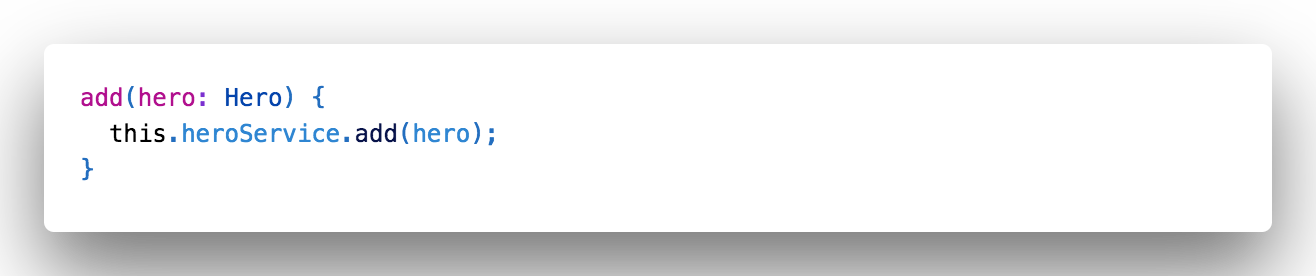 add(hero: Hero) {
  this.heroService.add(hero);
}